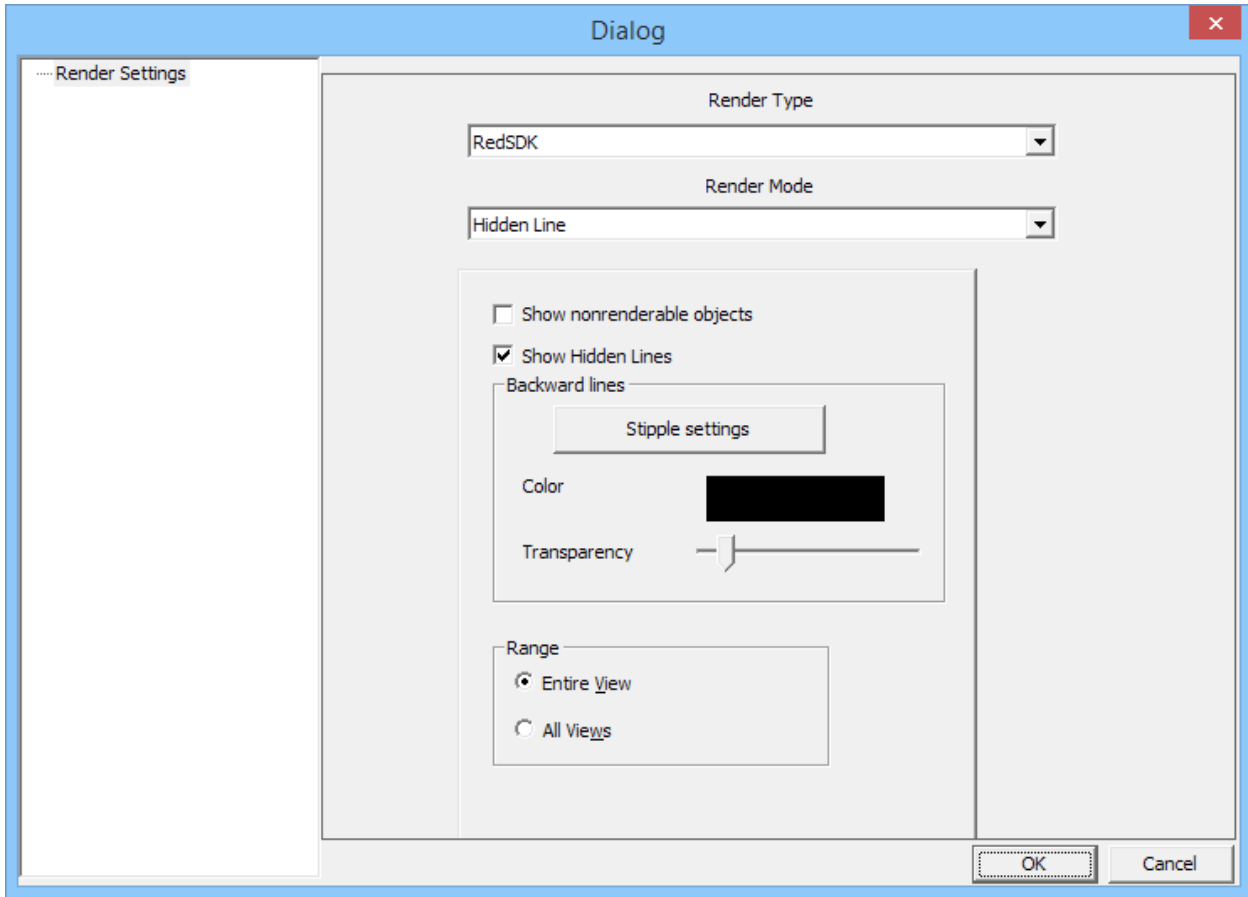 Dialog
Render Settings
Render Type
RedSDK
Render Mode
Hidden Line
Show nonrenderable objects
Show Hidden Lines
Backward lines
Stipple settings
Color
Transparency
Range
Entire View
All Views
OK
Cancel